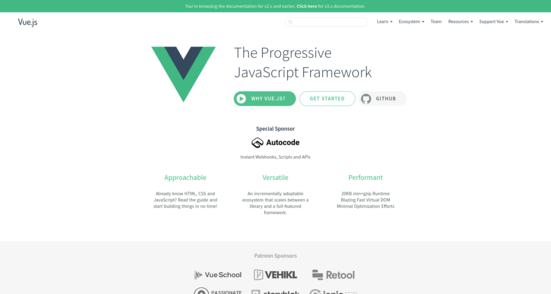 You're browsing the documentation for v2.x and earlier. Click here for v3.x documentation.
Vue.js
Learn Ecosystem Team Resources Support Vue Translations
The Progressive
JavaScript Framework
WHY VUE.JS? GET STARTED GITHUB
Special Sponsor
Autocode
Instant Webhooks, Scripts and APIs
Approachable
Already know HTML, CSS and
JavaScript? Read the guide and
start building things in no time!
Versatile
An incrementally adoptable
ecosystem that scales between a
library and a full-featured
framework.
Performant
20KB min+gzip Runtime
Blazing Fast Virtual DOM
Minimal Optimization Efforts
Patreon Sponsors
Vue School VEHIKL Retool
PASSIONATE storyblok